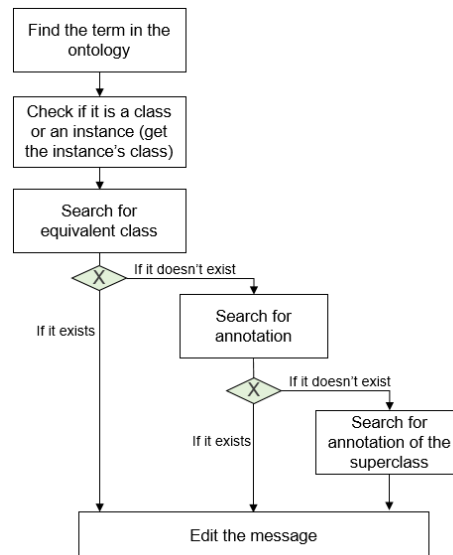 Find the term in the
ontology
Check if it is a class
or an instance (get
the instance's class)
Search for
equivalent class
X
If it doesn't exist
If it exists
Search for
annotation
X
If it doesn't exist
If it exists
Search for
annotation of the
superclass
Edit the message